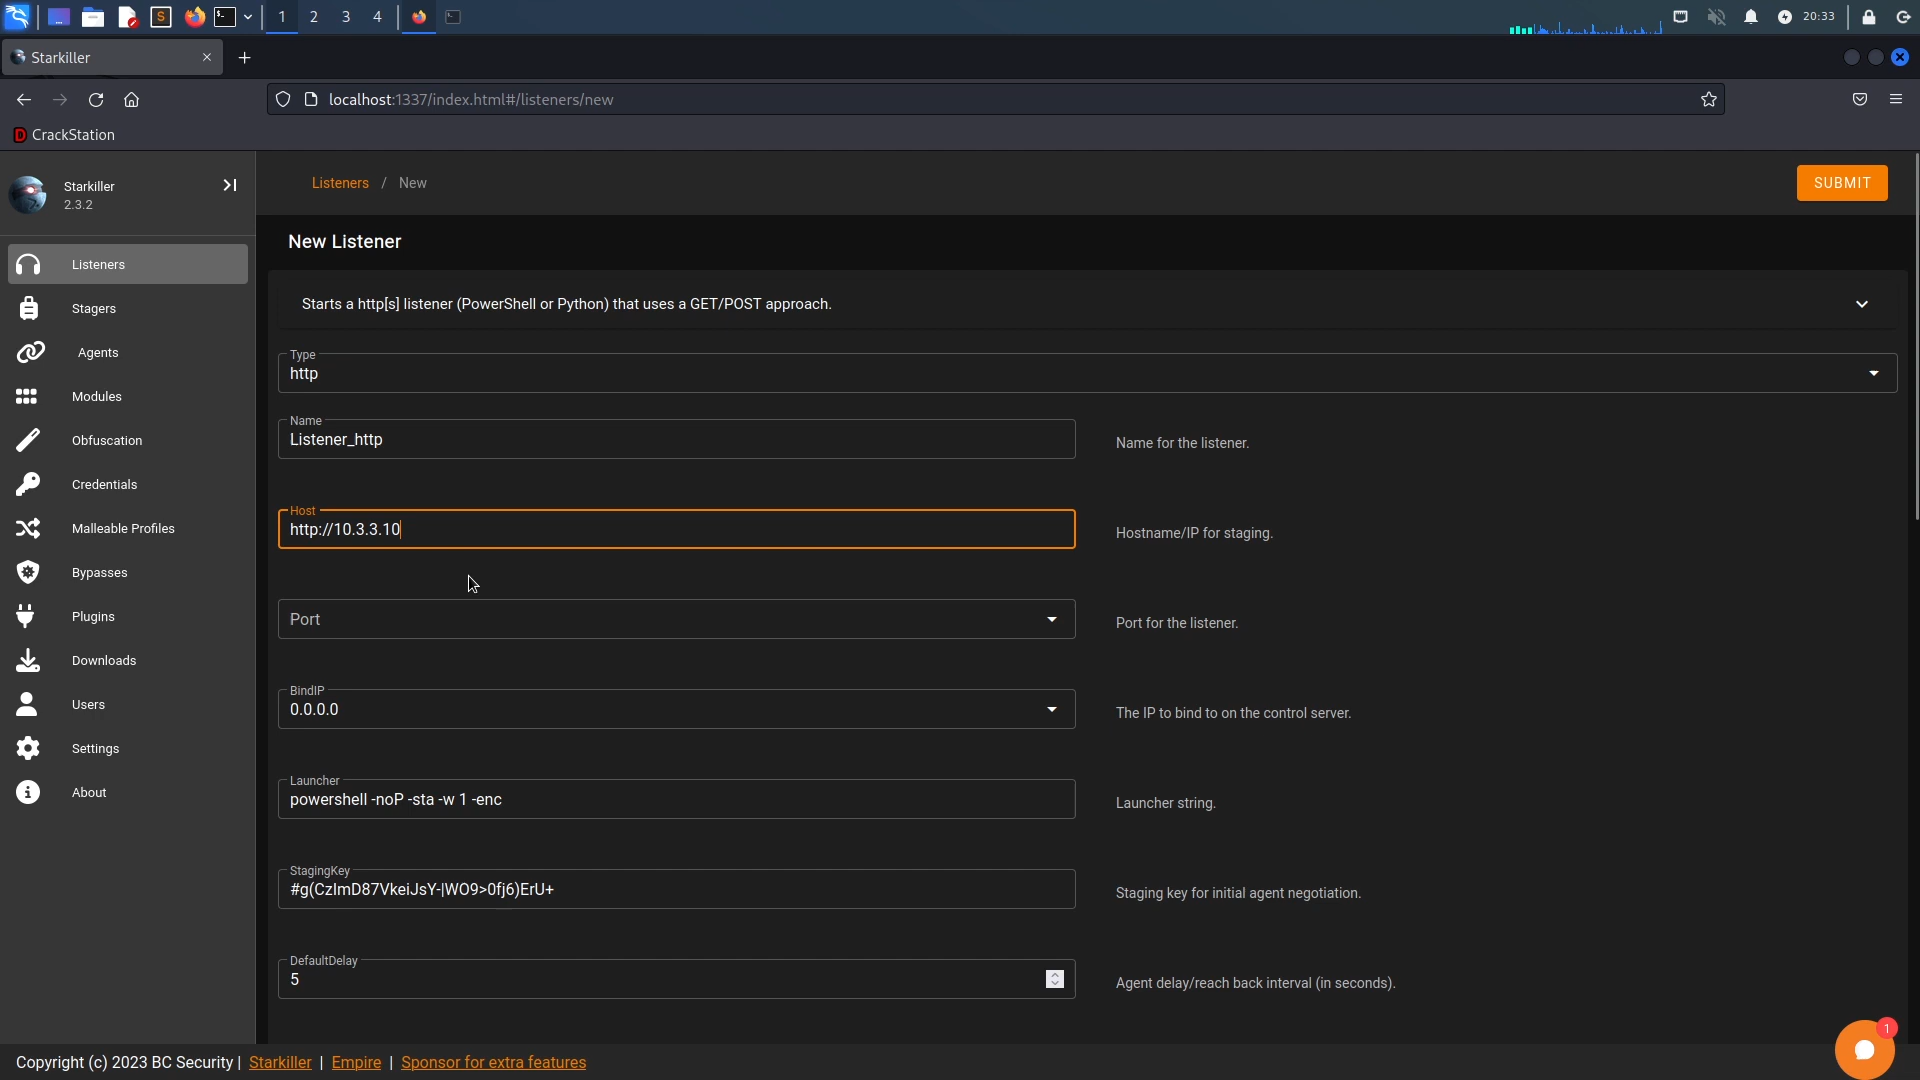 1 2 3 4 20:33
Starkiller
localhost:1337/index.html#/listeners/new
CrackStation
Starkiller
2.3.2
Listeners
Stagers
Agents
Modules
Obfuscation
Credentials
Malleable Profiles
Bypasses
Plugins
Downloads
Users
Settings
About
Listeners / New
SUBMIT
New Listener
Starts a http[s] listener (PowerShell or Python) that uses a GET/POST approach.
Type
http
Name
Listener_http
Name for the listener.
Host
http://10.3.3.10
Hostname/IP for staging.
Port
Port for the listener.
BindIP
0.0.0.0
The IP to bind to on the control server.
Launcher
powershell -noP -sta -w 1 -enc
Launcher string.
StagingKey
#g(CzImD87VkeiJsY-|WO9>0fj6)ErU+
Staging key for initial agent negotiation.
DefaultDelay
5
Agent delay/reach back interval (in seconds).
1
Copyright (c) 2023 BC Security | Starkiller | Empire | Sponsor for extra features